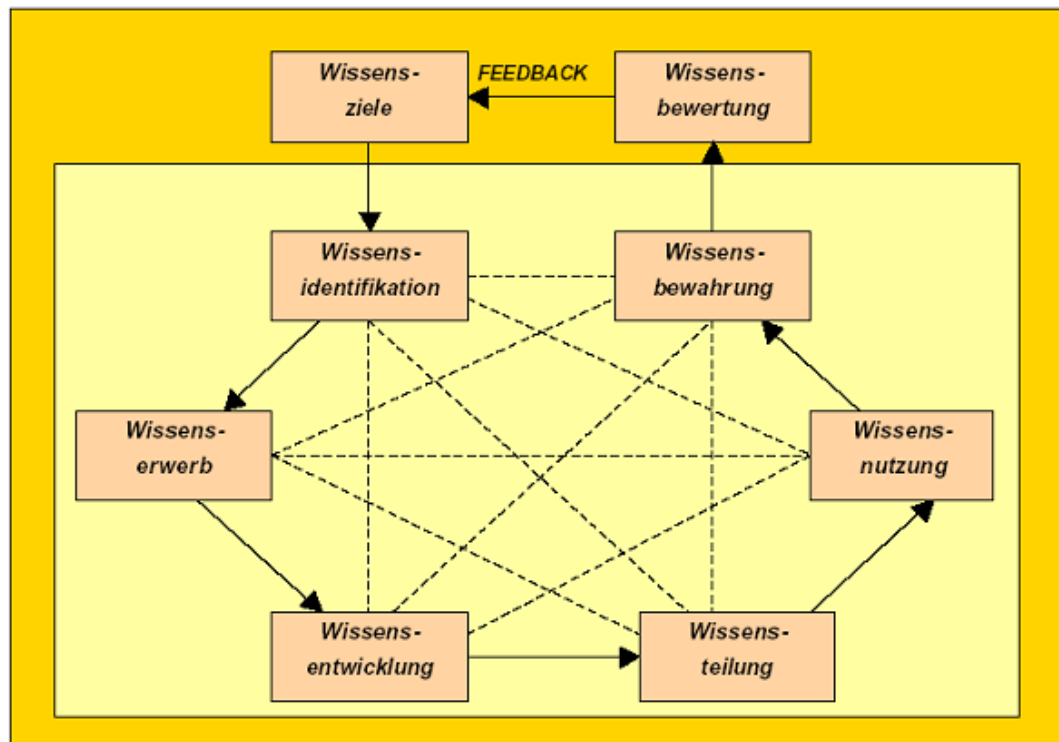 Wissens-
ziele
FEEDBACK
Wissens-
bewertung
Wissens-
identifikation
Wissens-
bewahrung
Wissens-
erwerb
Wissens-
nutzung
Wissens-
entwicklung
Wissens-
teilung